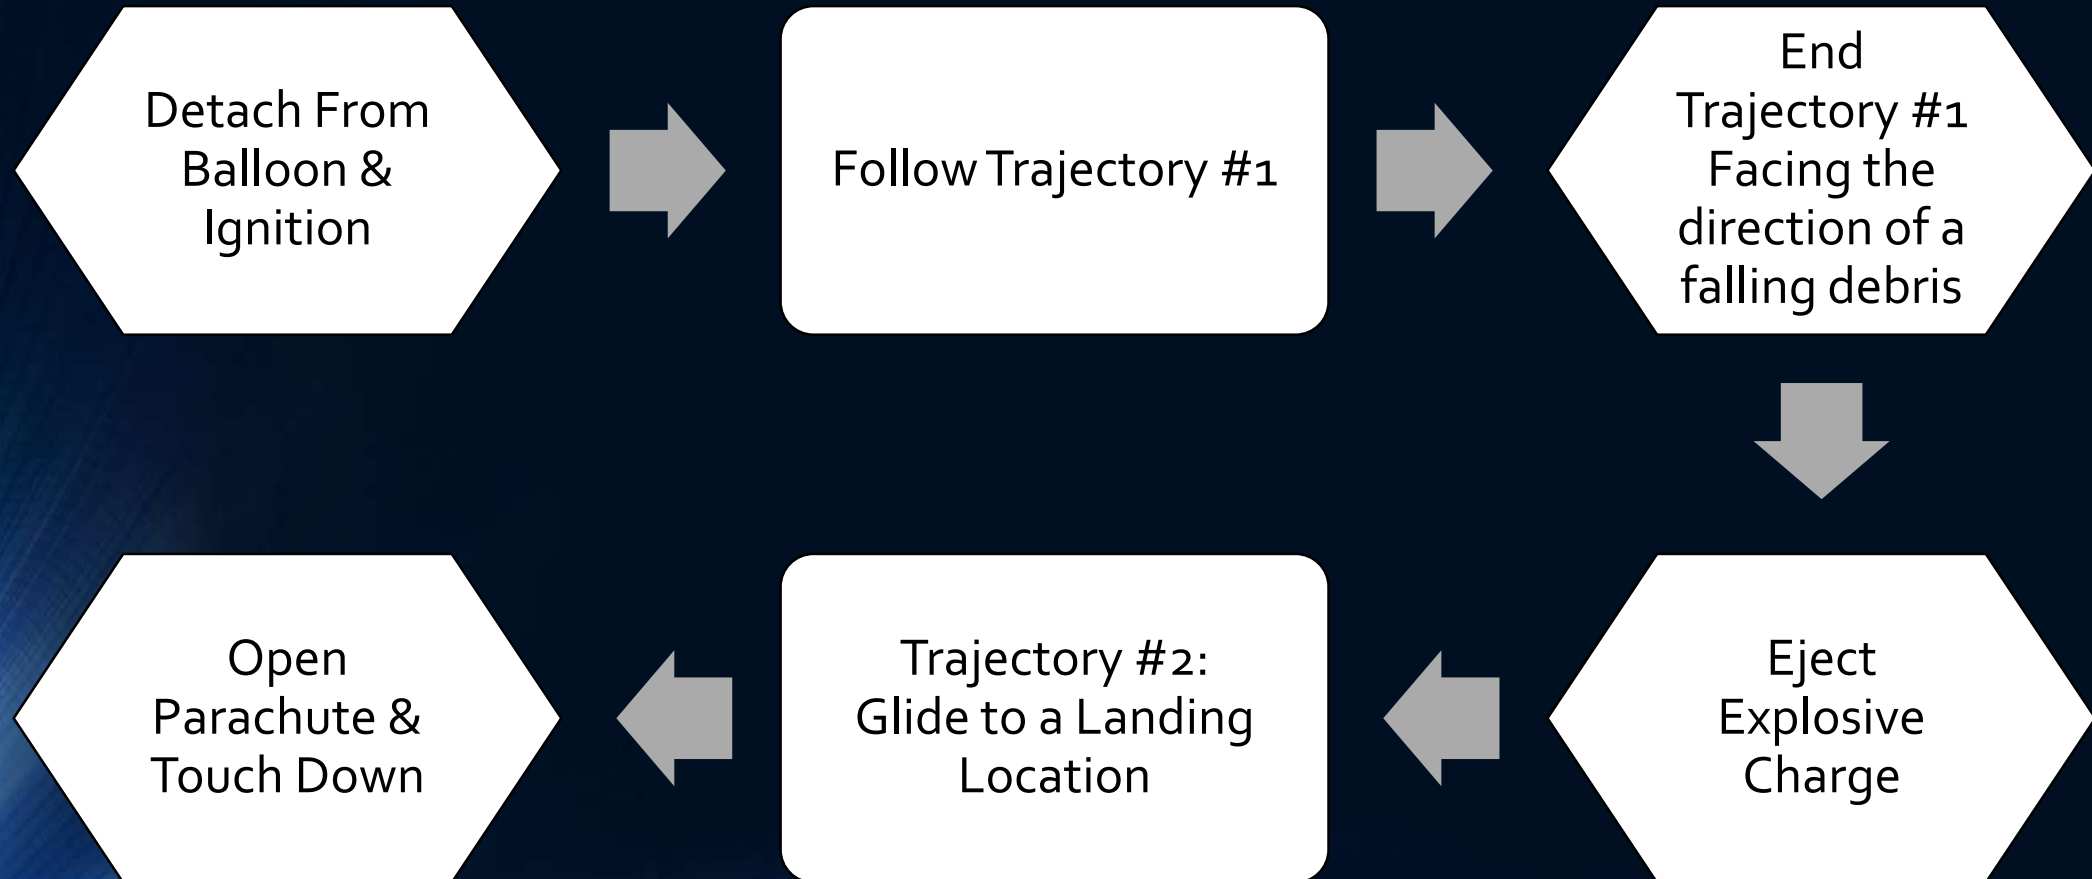 Detach From
Balloon &
Ignition
Follow Trajectory #1
End
Trajectory #1
Facing the
direction of a
falling debris
Eject
Explosive
Charge
Trajectory #2:
Glide to a Landing
Location
Open
Parachute &
Touch Down